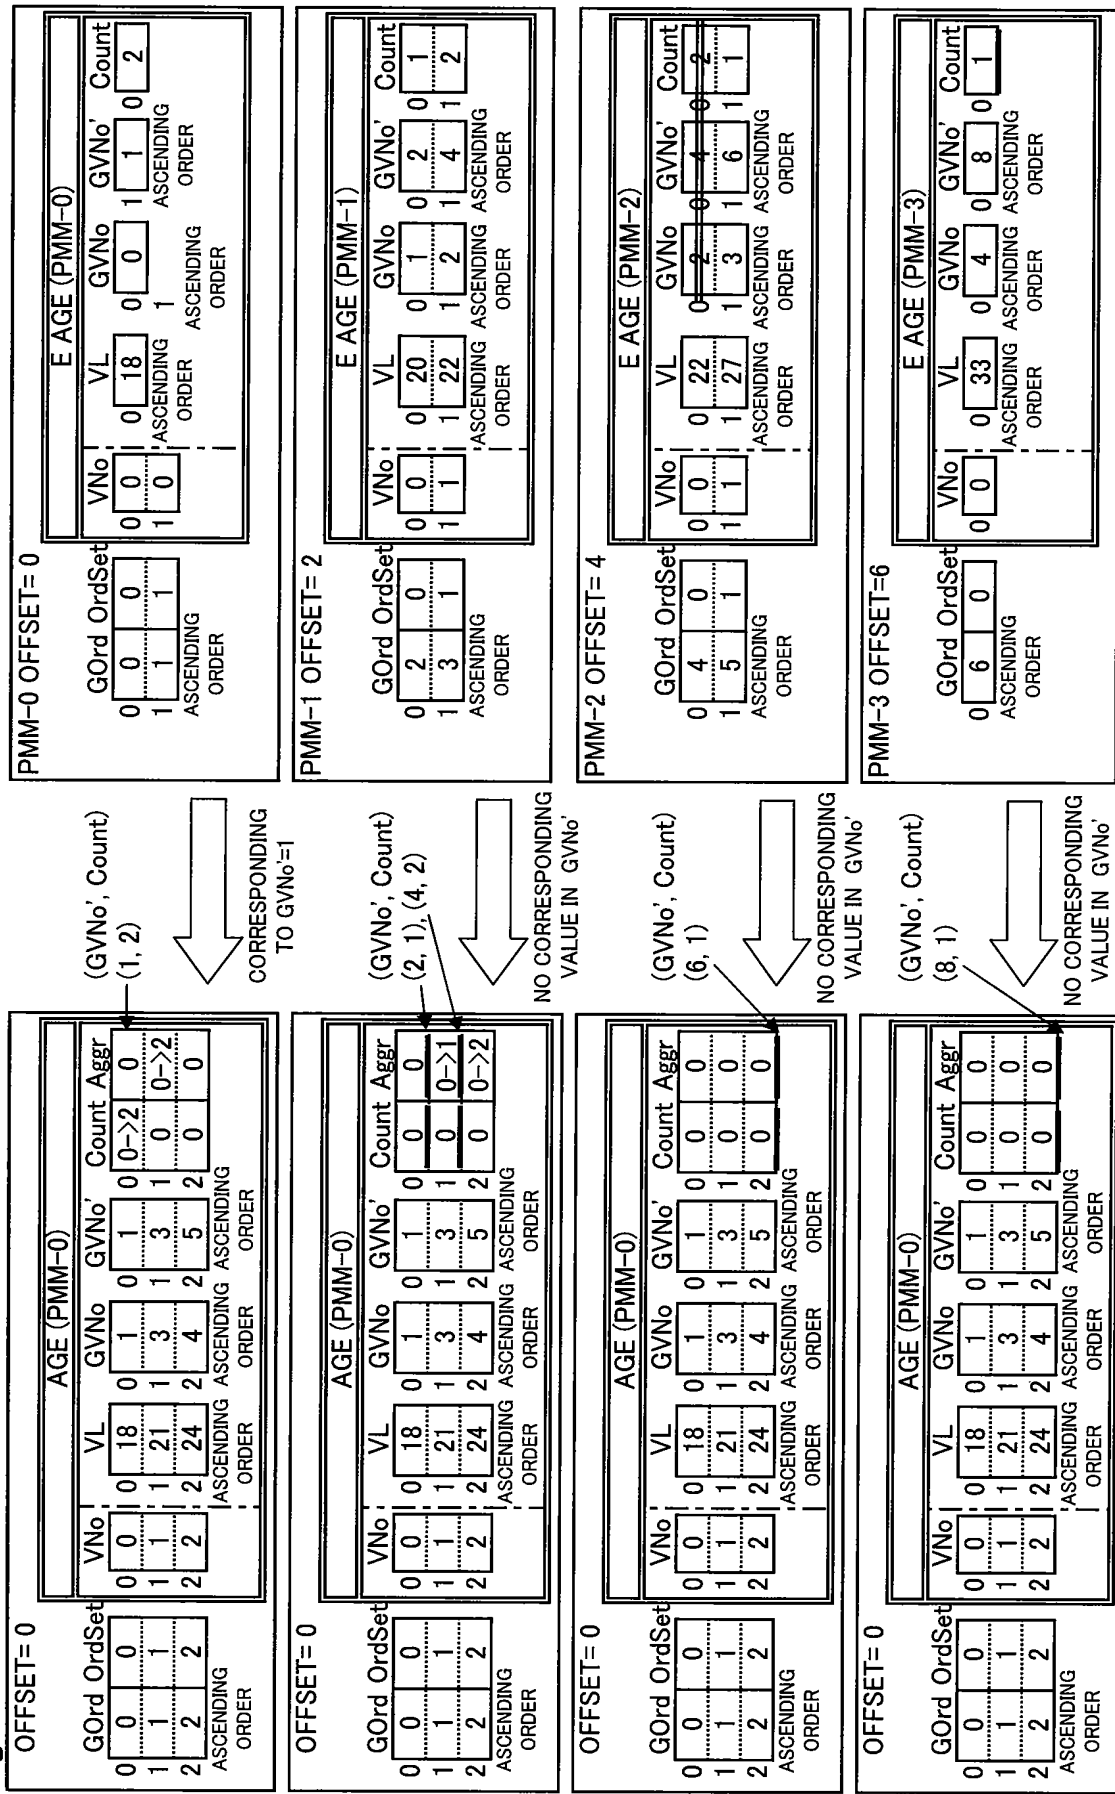 OFFSET= 0
AGE (PMM-0)
GOrd OrdSet VNo VL GVNo GVNo' Count Aggr
0 0 0 0 0 0 18 0 1 0 1 0 0->2 0
1 1 1 1 1 1 21 1 3 1 3 1 0 0->2
2 2 2 2 2 2 24 2 4 2 5 2 0 0
ASCENDING ORDER ASCENDING ORDER ASCENDING ORDER ASCENDING ORDER
(GVNo', Count)
(1, 2)
CORRESPONDING
TO GVNo'=1
PMM-0 OFFSET= 0
E AGE (PMM-0)
GOrd OrdSet VNo VL GVNo GVNo' Count
0 0 0 0 0 0 18 0 0 1 1 0 2
1 1 1 1 0 1
ASCENDING ORDER ASCENDING ORDER ASCENDING ORDER ASCENDING ORDER
OFFSET= 0
AGE (PMM-0)
GOrd OrdSet VNo VL GVNo GVNo' Count Aggr
0 0 0 0 0 0 18 0 1 0 1 0 0 0
1 1 1 1 1 1 21 1 3 1 3 1 0 0->1
2 2 2 2 2 2 24 2 4 2 5 2 0 0->2
ASCENDING ORDER ASCENDING ORDER ASCENDING ORDER ASCENDING ORDER
(GVNo', Count)
(2, 1), (4, 2)
NO CORRESPONDING
VALUE IN GVNo'
PMM-1 OFFSET= 2
E AGE (PMM-1)
GOrd OrdSet VNo VL GVNo GVNo' Count
0 2 0 0 0 0 20 0 1 0 2 0 1
1 3 1 1 1 1 22 1 2 1 4 1 2
ASCENDING ORDER ASCENDING ORDER ASCENDING ORDER ASCENDING ORDER
OFFSET= 0
AGE (PMM-0)
GOrd OrdSet VNo VL GVNo GVNo' Count Aggr
0 0 0 0 0 0 18 0 1 0 1 0 0 0
1 1 1 1 1 1 21 1 3 1 3 1 0 0
2 2 2 2 2 2 24 2 4 2 5 2 0 0
ASCENDING ORDER ASCENDING ORDER ASCENDING ORDER ASCENDING ORDER
(GVNo', Count)
(6, 1)
NO CORRESPONDING
VALUE IN GVNo'
PMM-2 OFFSET= 4
E AGE (PMM-2)
GOrd OrdSet VNo VL GVNo GVNo' Count
0 4 0 0 0 0 22 0 2 0 4 0 2
1 5 1 1 1 1 27 1 3 1 6 1 1
ASCENDING ORDER ASCENDING ORDER ASCENDING ORDER ASCENDING ORDER
OFFSET= 0
AGE (PMM-0)
GOrd OrdSet VNo VL GVNo GVNo' Count Aggr
0 0 0 0 0 0 18 0 1 0 1 0 0 0
1 1 1 1 1 1 21 1 3 1 3 1 0 0
2 2 2 2 2 2 24 2 4 2 5 2 0 0
ASCENDING ORDER ASCENDING ORDER ASCENDING ORDER ASCENDING ORDER
(GVNo', Count)
(8, 1)
NO CORRESPONDING
VALUE IN GVNo'
PMM-3 OFFSET=6
E AGE (PMM-3)
GOrd OrdSet VNo VL GVNo GVNo' Count
0 6 0 0 0 0 33 0 4 0 8 0 1
ASCENDING ORDER ASCENDING ORDER ASCENDING ORDER ASCENDING ORDER